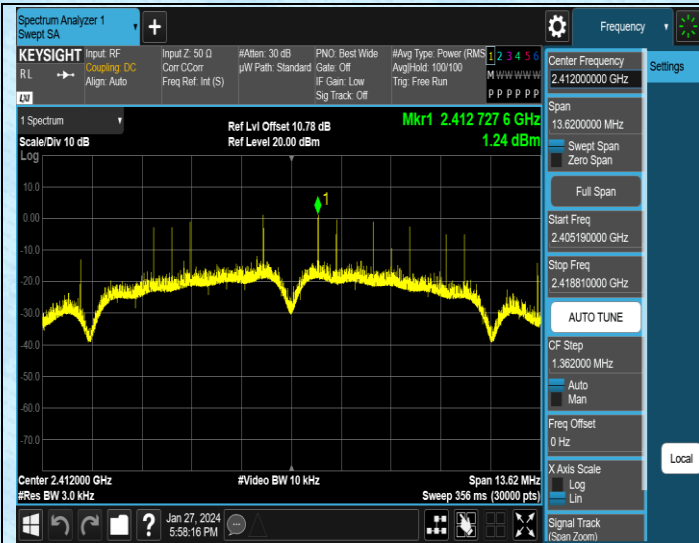 Spectrum Analyzer 1
Swept SA
+
Frequency
KEYSIGHT
RL
LXI
Input: RF
Coupling: DC
Align: Auto
Input Z: 50 Ω
Corr CCorr
Freq Ref: Int (S)
#Atten: 30 dB
µW Path: Standard
PNO: Best Wide
Gate: Off
IF Gain: Low
Sig Track: Off
#Avg Type: Power (RMS
Avg|Hold: 100/100
Trig: Free Run
1 2 3 4 5 6
M W W W W W
P P P P P P
1 Spectrum
Scale/Div 10 dB
Log
Ref Lvl Offset 10.78 dB
Ref Level 20.00 dBm
Mkr1 2.412 727 6 GHz
1.24 dBm
1
10.0
0.00
-10.0
-20.0
-30.0
-40.0
-50.0
-60.0
-70.0
Center 2.412000 GHz
#Res BW 3.0 kHz
#Video BW 10 kHz
Span 13.62 MHz
Sweep 356 ms (30000 pts)
?
Jan 27, 2024
5:58:16 PM
Center Frequency
2.412000000 GHz
Span
13.6200000 MHz
Swept Span
Zero Span
Full Span
Start Freq
2.405190000 GHz
Stop Freq
2.418810000 GHz
AUTO TUNE
CF Step
1.362000 MHz
Auto
Man
Freq Offset
0 Hz
X Axis Scale
Log
Lin
Signal Track
(Span Zoom)
Settings
Local